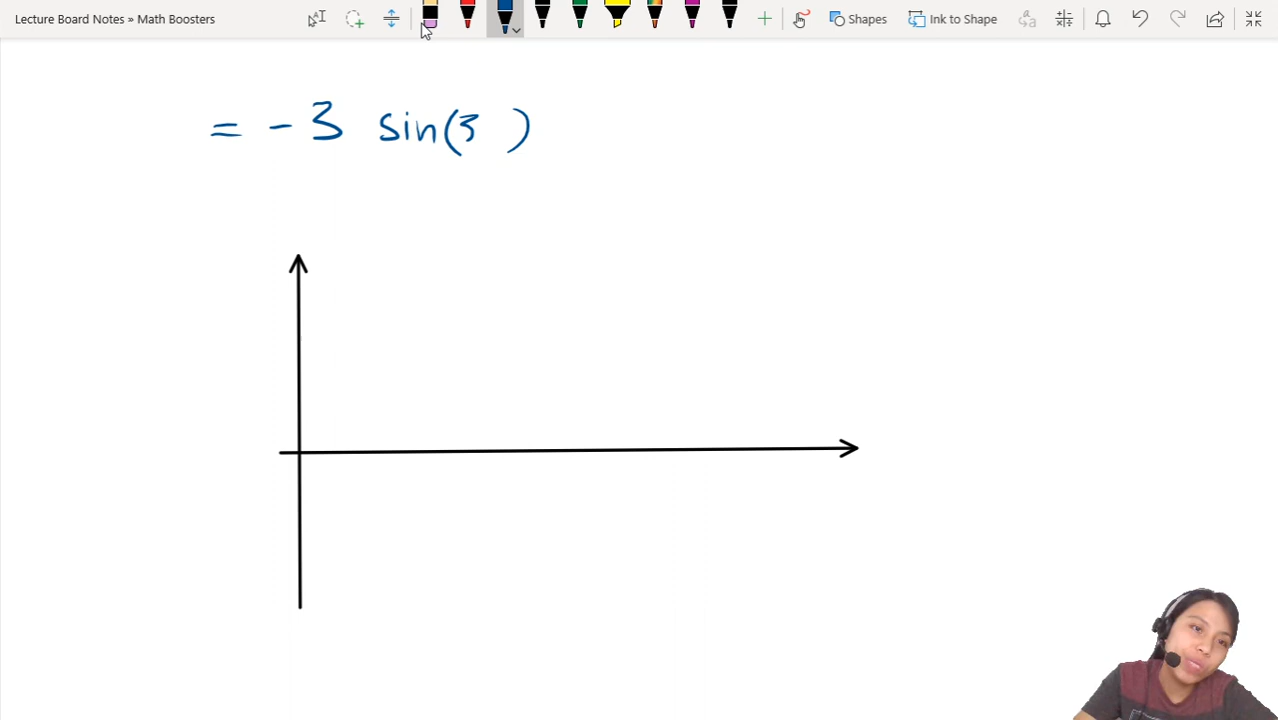 Lecture Board Notes » Math Boosters
Shapes
Ink to Shape
= -3 sin(3 )